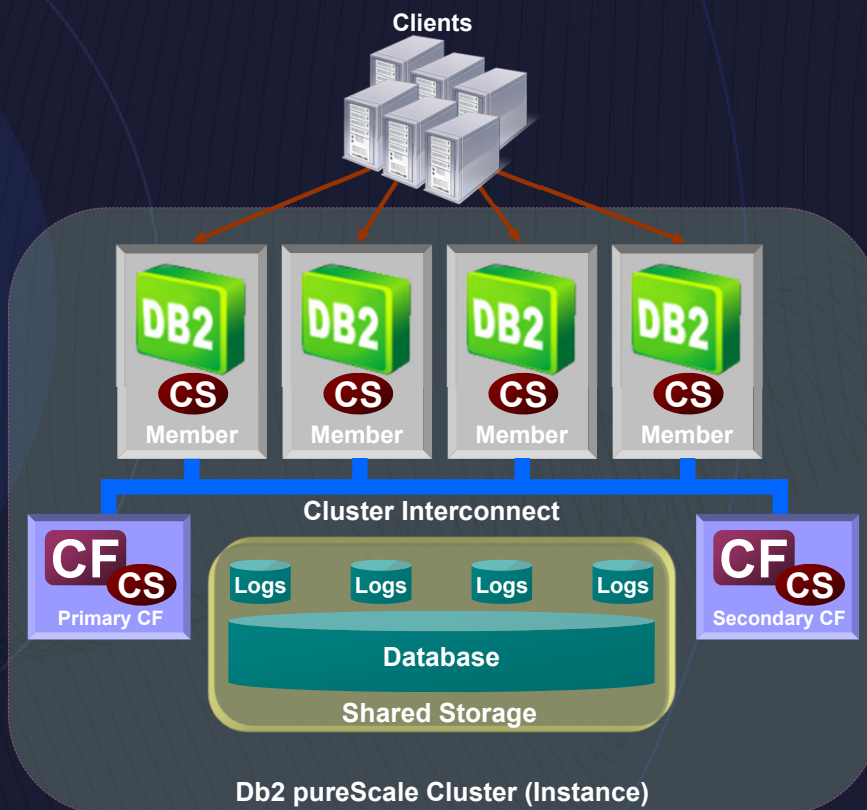 Clients
DB2 DB2 DB2 DB2
CS CS CS CS
Member Member Member Member
Cluster Interconnect
CF CS
Primary CF
CF CS
Secondary CF
Logs Logs Logs Logs
Database
Shared Storage
Db2 pureScale Cluster (Instance)